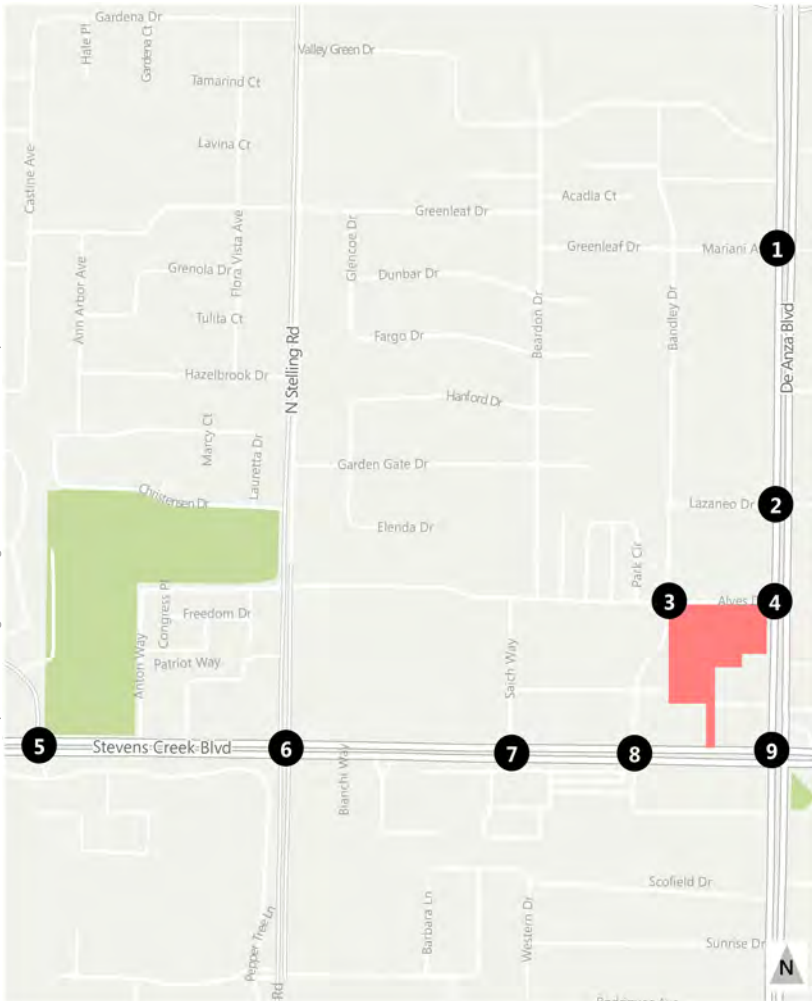 Gardena Dr
Hale Pl
Gardena Ct
Valley Green Dr
Tamarind Ct
Lavina Ct
Castine Ave
Acadia Ct
Greenleaf Dr
Flora Vista Ave
Glencoe Dr
Greenleaf Dr
Mariani A
1
Ann Arbor Ave
Grenola Dr
Dunbar Dr
Bandley Dr
Beardon Dr
Tulita Ct
De Anza Blvd
Fargo Dr
N Stelling Rd
Hazelbrook Dr
Hanford Dr
Marcy Ct
Lauretta Dr
Garden Gate Dr
Christensen Dr
Lazaneo Dr
2
Elenda Dr
Park Cir
3
Alves D
4
Congress Pl
Freedom Dr
Anton Way
Patriot Way
Saich Way
5
Stevens Creek Blvd
6
7
8
9
Bianchi Way
Scofield Dr
Barbara Ln
Western Dr
Pepper Tree Ln
Sunrise Dr
N
Rd